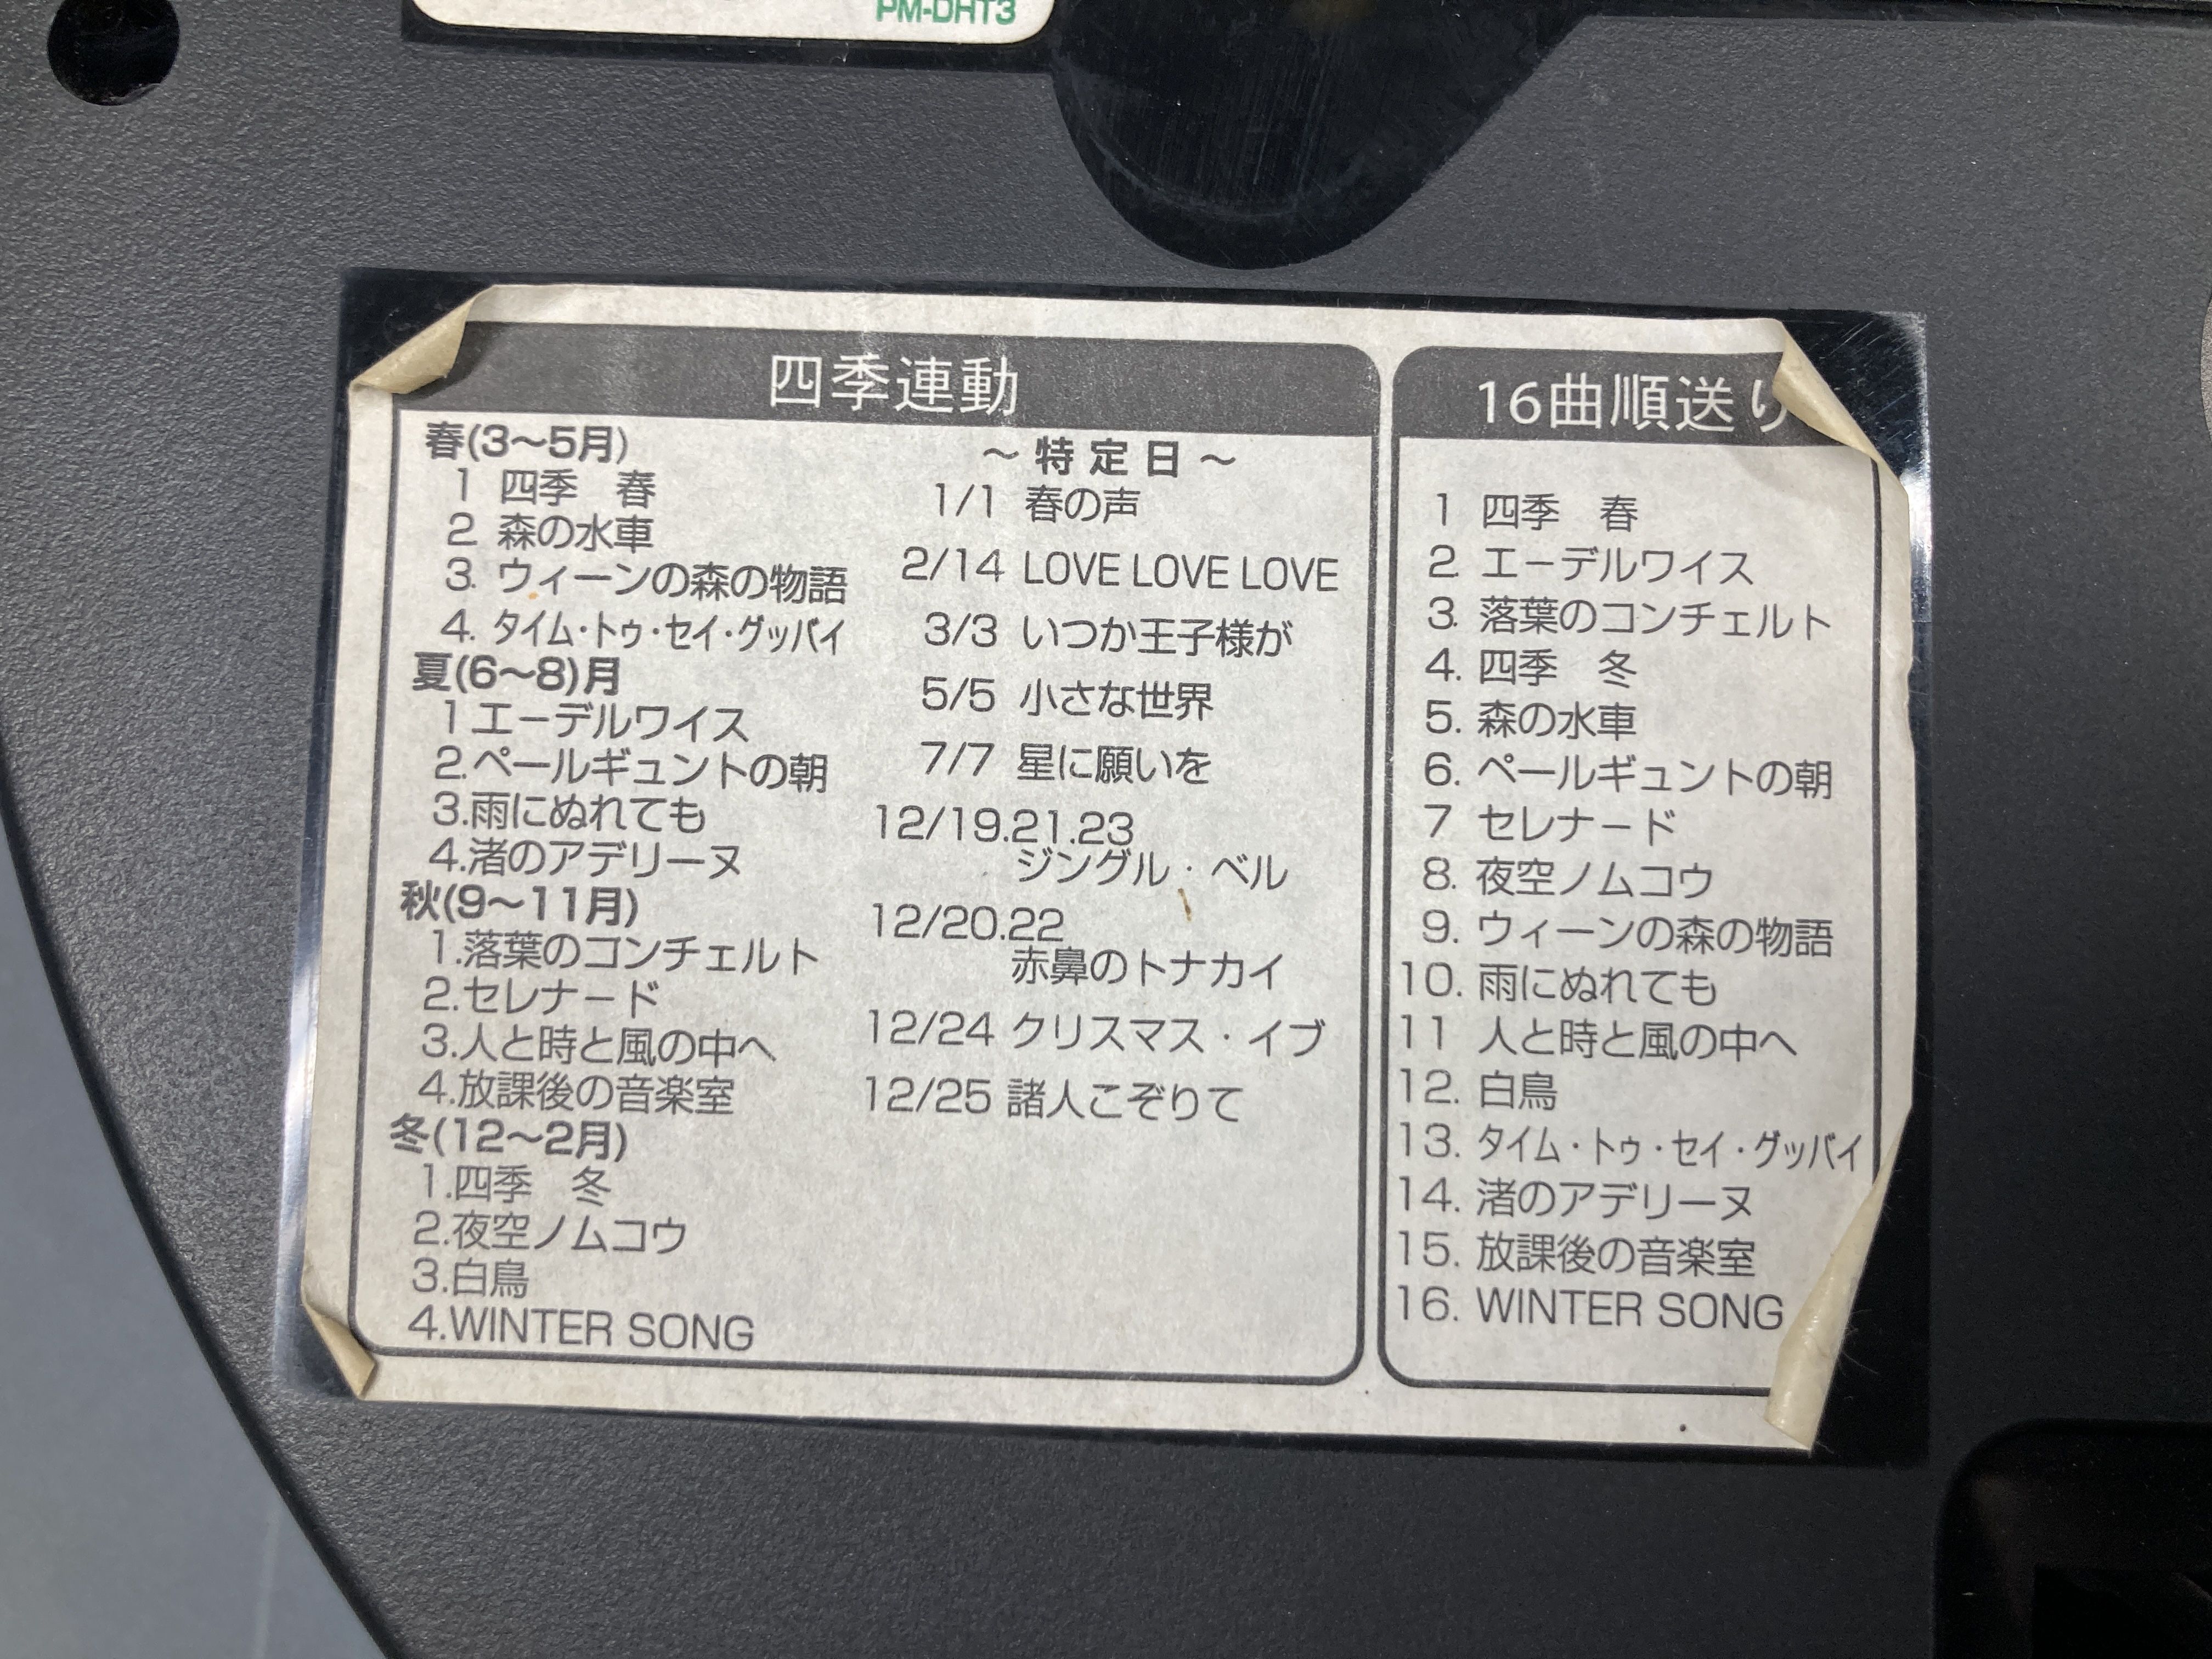 PM-DHT3
四季連動
春(3～5月)
1 四季　春
2. 森の水車
3. ウィーンの森の物語
4. タイム・トゥ・セイ・グッバイ
夏(6～8)月
1エーデルワイス
2.ペールギュントの朝
3.雨にぬれても
4.渚のアデリーヌ
秋(9～11月)
1.落葉のコンチェルト
2.セレナード
3.人と時と風の中へ
4.放課後の音楽室
冬(12～2月)
1.四季　冬
2.夜空ノムコウ
3.白鳥
4.WINTER SONG
～特定日～
1/1 春の声
2/14 LOVE LOVE LOVE
3/3 いつか王子様が
5/5 小さな世界
7/7 星に願いを
12/19.21.23
ジングル・ベル
12/20.22
赤鼻のトナカイ
12/24 クリスマス・イブ
12/25 諸人こぞりて
16曲順送り
1 四季　春
2. エーデルワイス
3. 落葉のコンチェルト
4. 四季　冬
5. 森の水車
6. ペールギュントの朝
7 セレナード
8. 夜空ノムコウ
9. ウィーンの森の物語
10. 雨にぬれても
11 人と時と風の中へ
12. 白鳥
13. タイム・トゥ・セイ・グッバイ
14. 渚のアデリーヌ
15. 放課後の音楽室
16. WINTER SONG